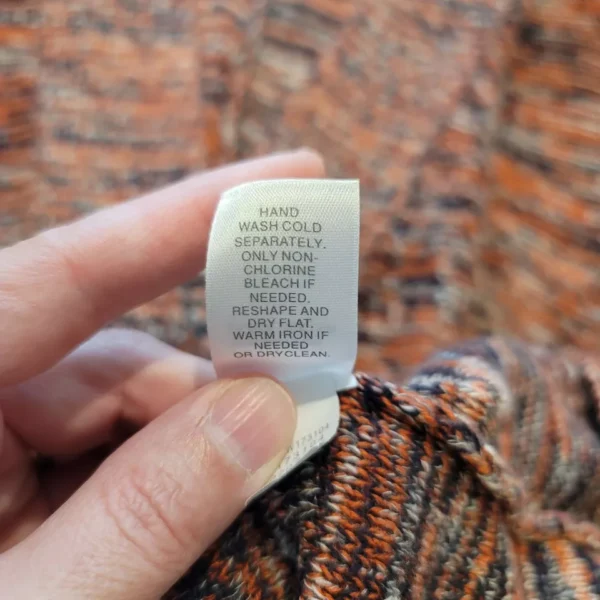 HAND
WASH COLD
SEPARATELY.
ONLY NON-
CHLORINE
BLEACH IF
NEEDED.
RESHAPE AND
DRY FLAT.
WARM IRON IF
NEEDED
OR DRYCLEAN.